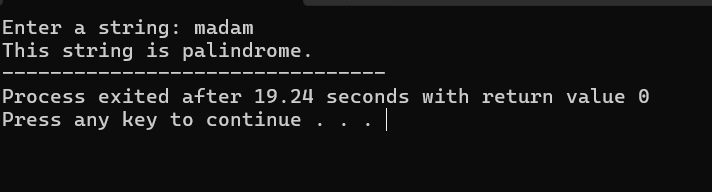 Enter a string: madam
This string is palindrome.
--------------------------------
Process exited after 19.24 seconds with return value 0
Press any key to continue . . .